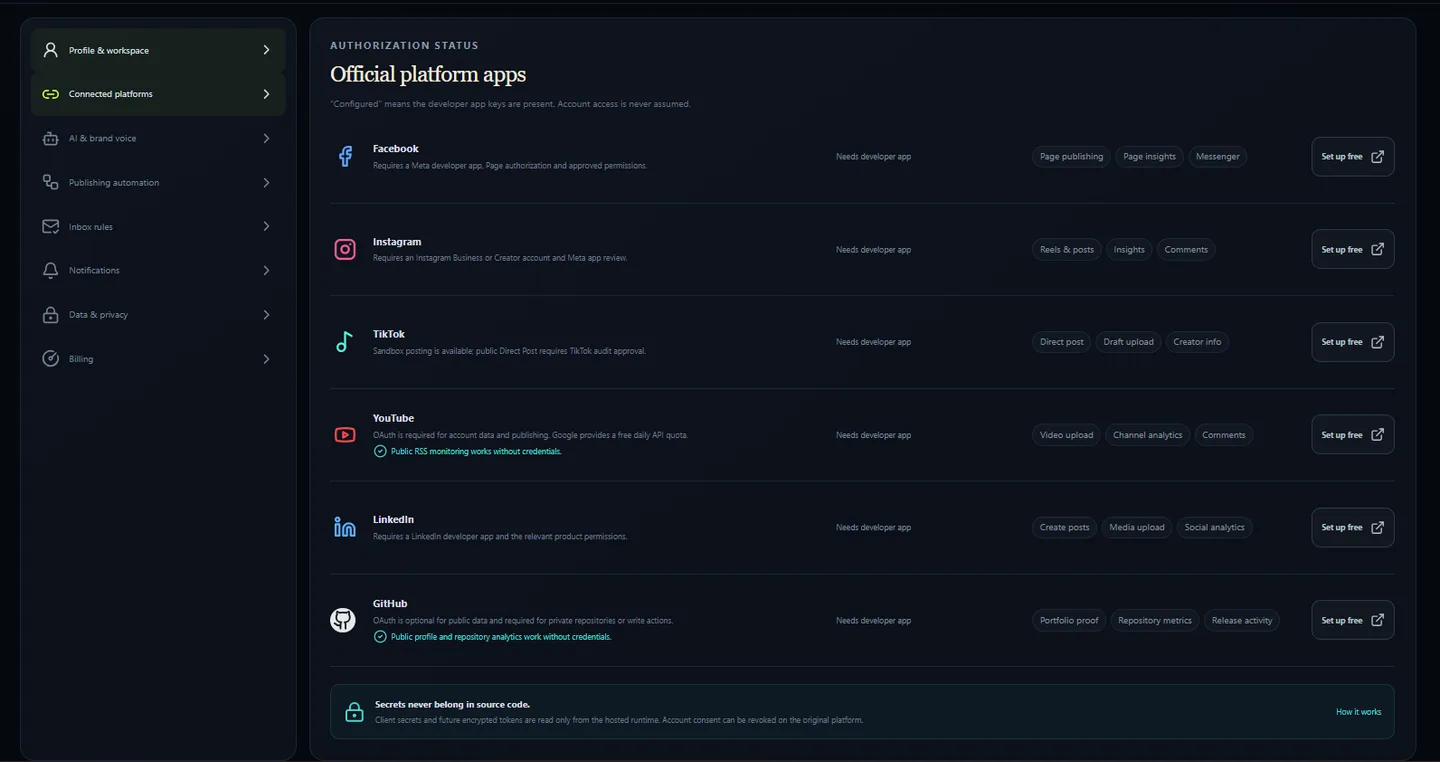 Profile & workspace
Connected platforms
AI & brand voice
Publishing automation
Inbox rules
Notifications
Data & privacy
Billing
AUTHORIZATION STATUS
Official platform apps
"Configured" means the developer app keys are present. Account access is never assumed.
Facebook
Requires a Meta developer app, Page authorization and approved permissions.
Needs developer app
Page publishing
Page insights
Messenger
Set up free
Instagram
Requires an Instagram Business or Creator account and Meta app review.
Needs developer app
Reels & posts
Insights
Comments
Set up free
TikTok
Sandbox posting is available; public Direct Post requires TikTok audit approval.
Needs developer app
Direct post
Draft upload
Creator info
Set up free
YouTube
OAuth is required for account data and publishing. Google provides a free daily API quota.
Public RSS monitoring works without credentials.
Needs developer app
Video upload
Channel analytics
Comments
Set up free
LinkedIn
Requires a LinkedIn developer app and the relevant product permissions.
Needs developer app
Create posts
Media upload
Social analytics
Set up free
GitHub
OAuth is optional for public data and required for private repositories or write actions.
Public profile and repository analytics work without credentials.
Needs developer app
Portfolio proof
Repository metrics
Release activity
Set up free
Secrets never belong in source code.
Client secrets and future encrypted tokens are read only from the hosted runtime. Account consent can be revoked on the original platform.
How it works